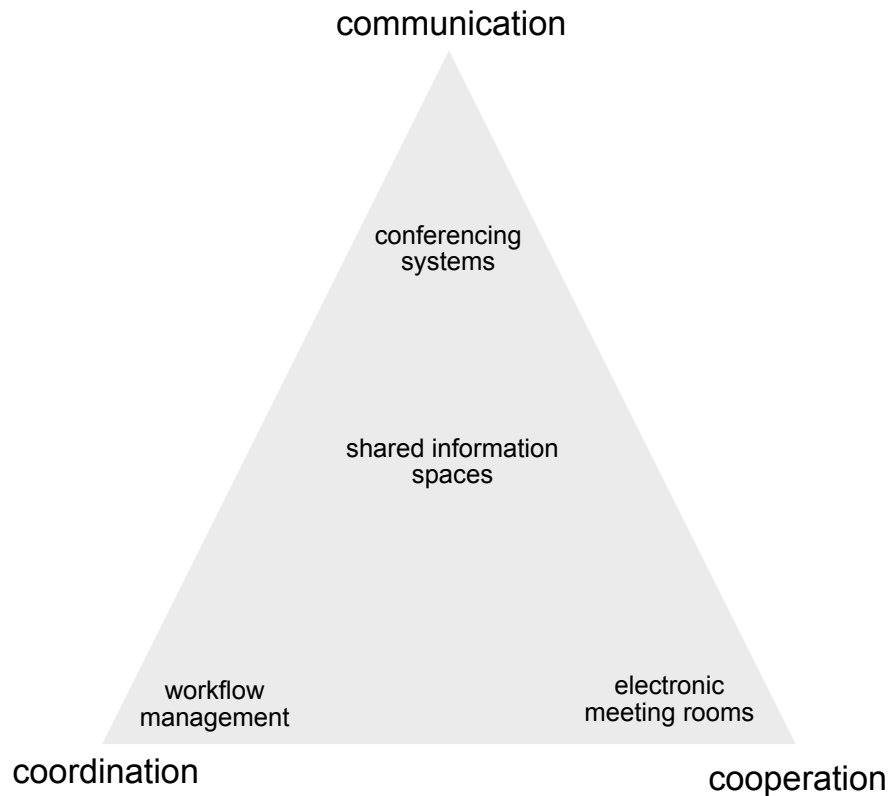 communication
conferencing
systems
shared information
spaces
workflow
management
electronic
meeting rooms
coordination
cooperation